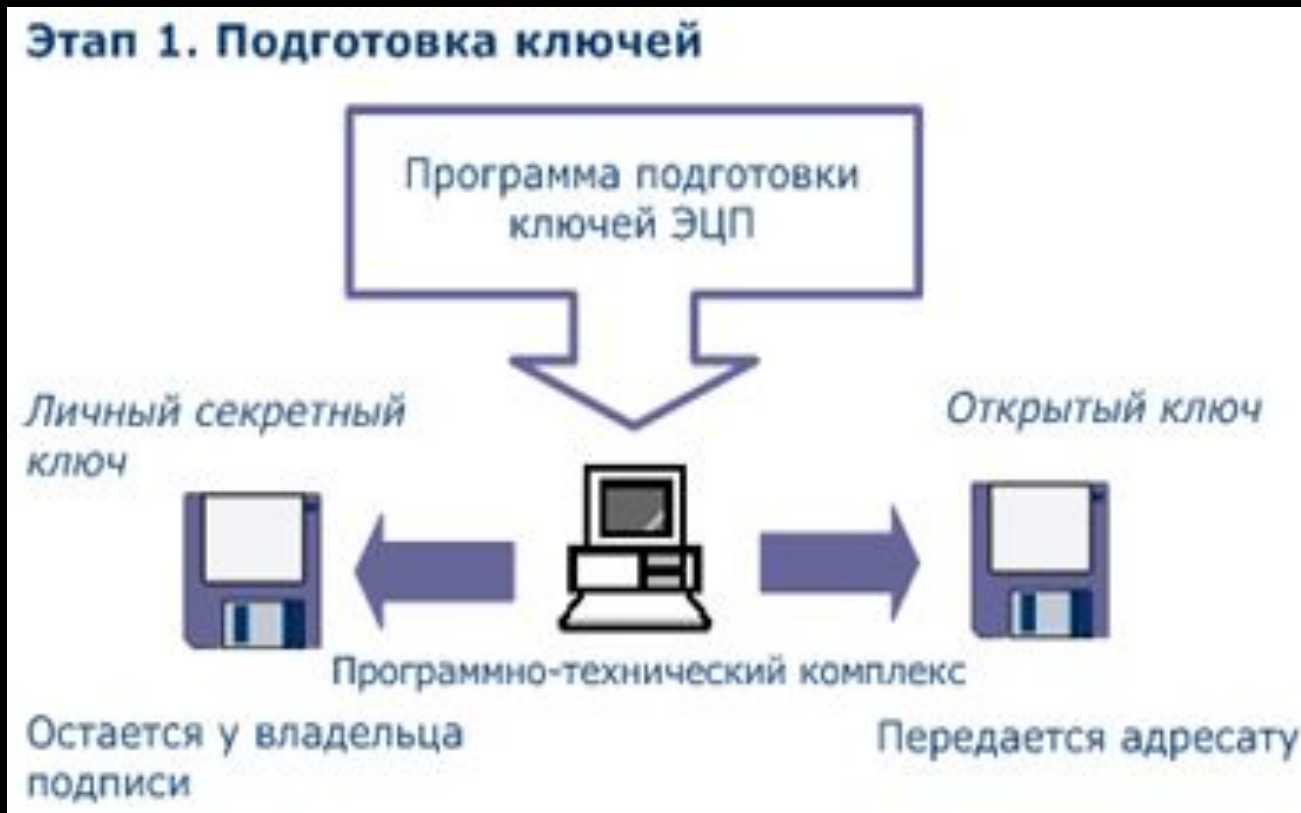 Этап 1. Подготовка ключей
Программа подготовки
ключей ЭЦП
Личный секретный
ключ
Открытый ключ
Программно-технический комплекс
Остается у владельца
подписи
Передается адресату